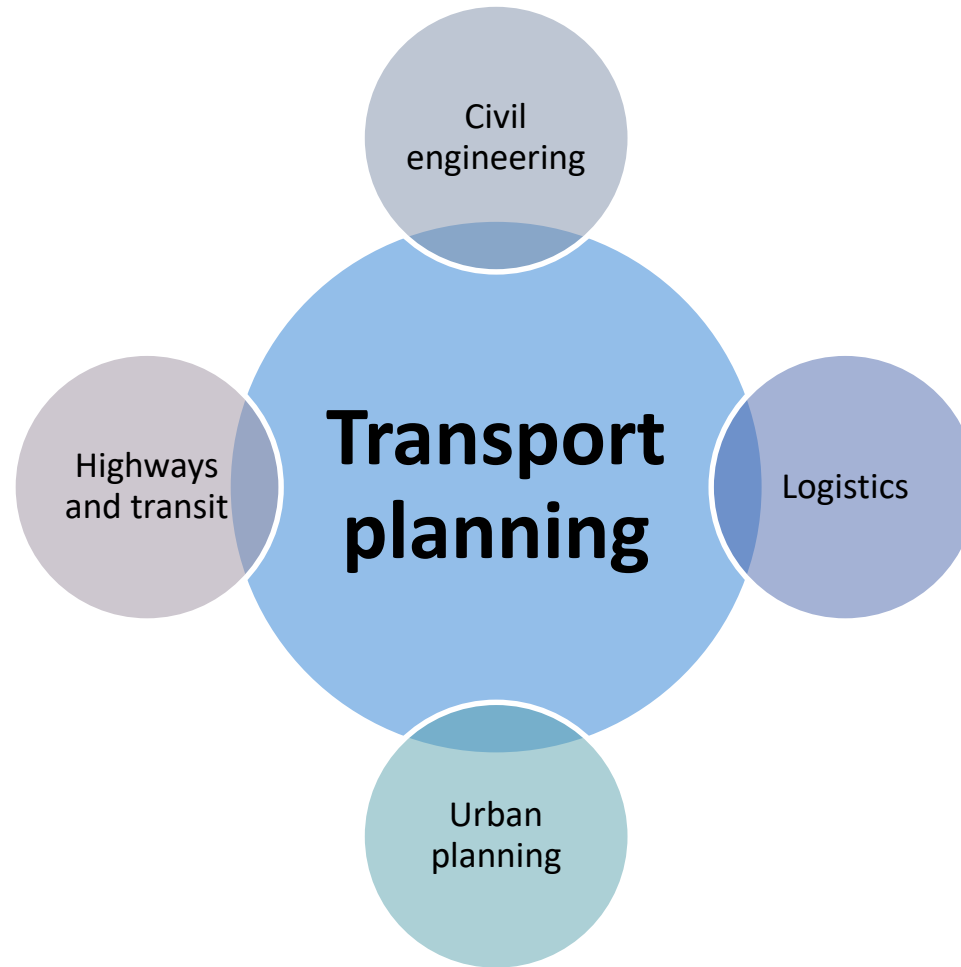 Civil
engineering
Highways
and transit
Transport
planning
Logistics
Urban
planning